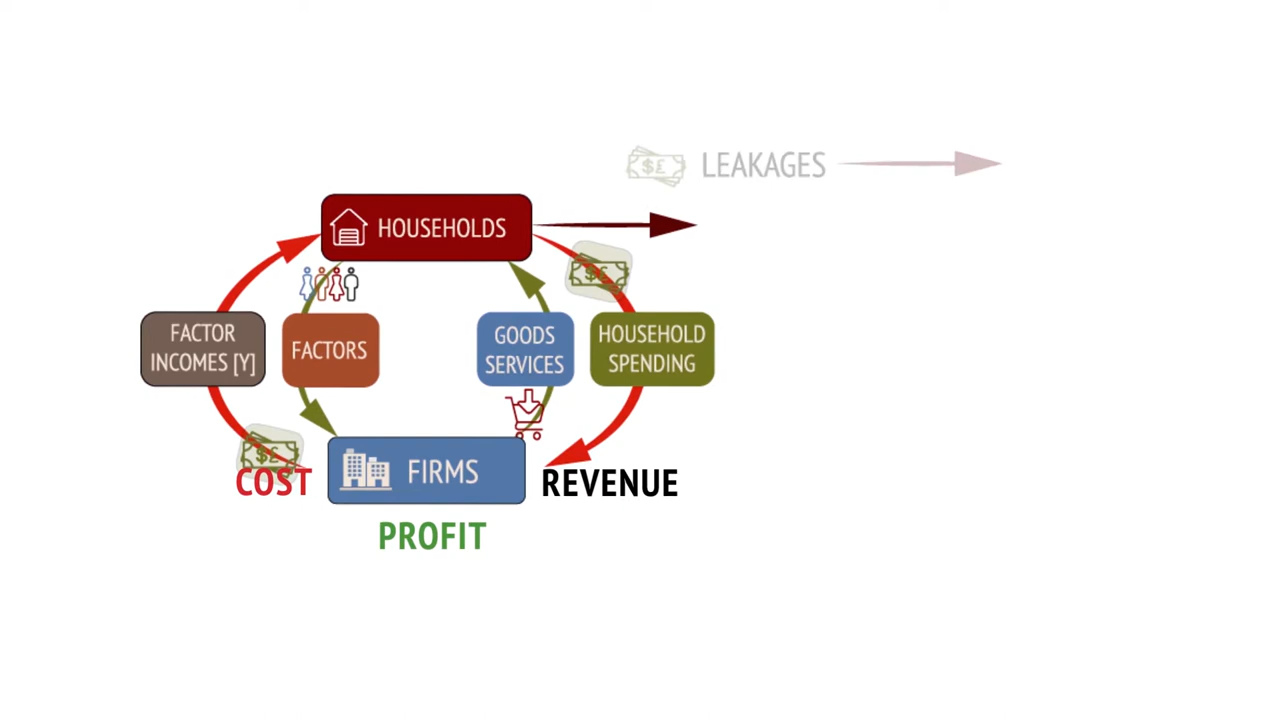 LEAKAGES
HOUSEHOLDS
FACTOR
INCOMES [Y]
FACTORS
GOODS
SERVICES
HOUSEHOLD
SPENDING
COST
FIRMS
REVENUE
PROFIT
$£
$£
$£